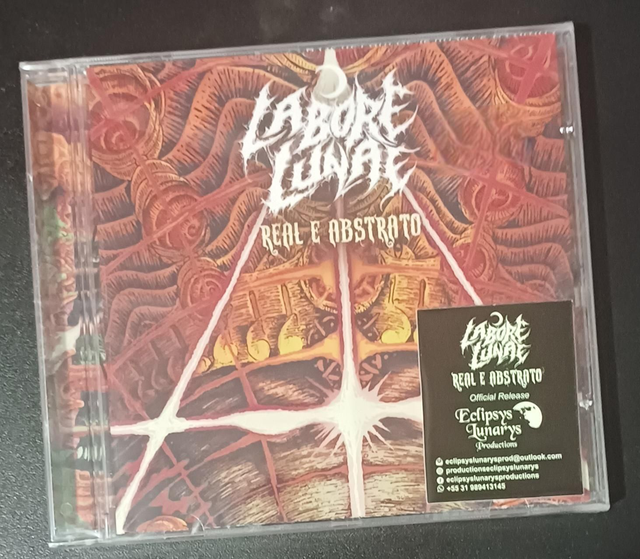 LABORE
LUNAE
REAL E ABSTRATO
LABORE
LUNAE
REAL E ABSTRATO
Official Release
Eclipsys
Lunarys
Productions
eclipsyslunarysprod@outlook.com
productionseclipsyslunarys
eclipsyslunarysproductions
+55 31 989413145